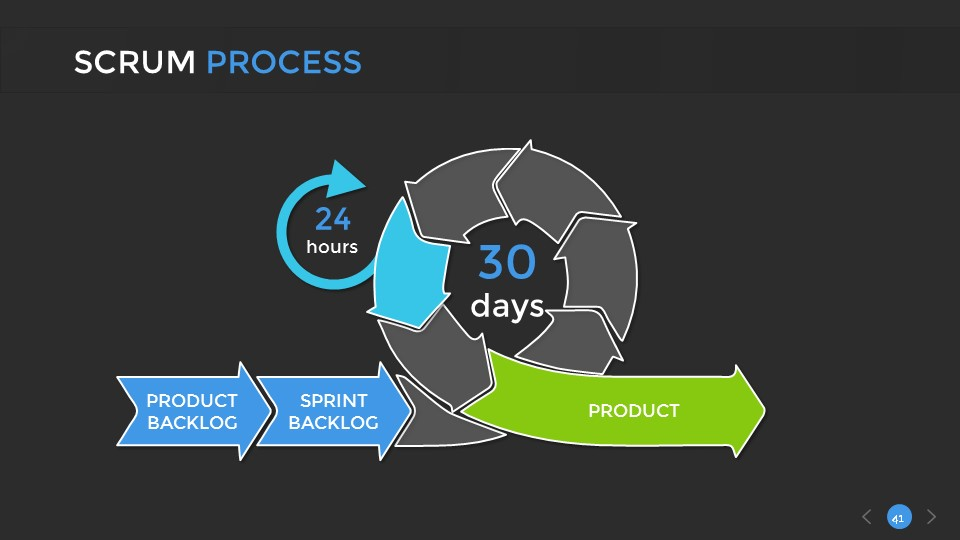 SCRUM PROCESS
24
hours
30
days
PRODUCT
BACKLOG
SPRINT
BACKLOG
PRODUCT
41